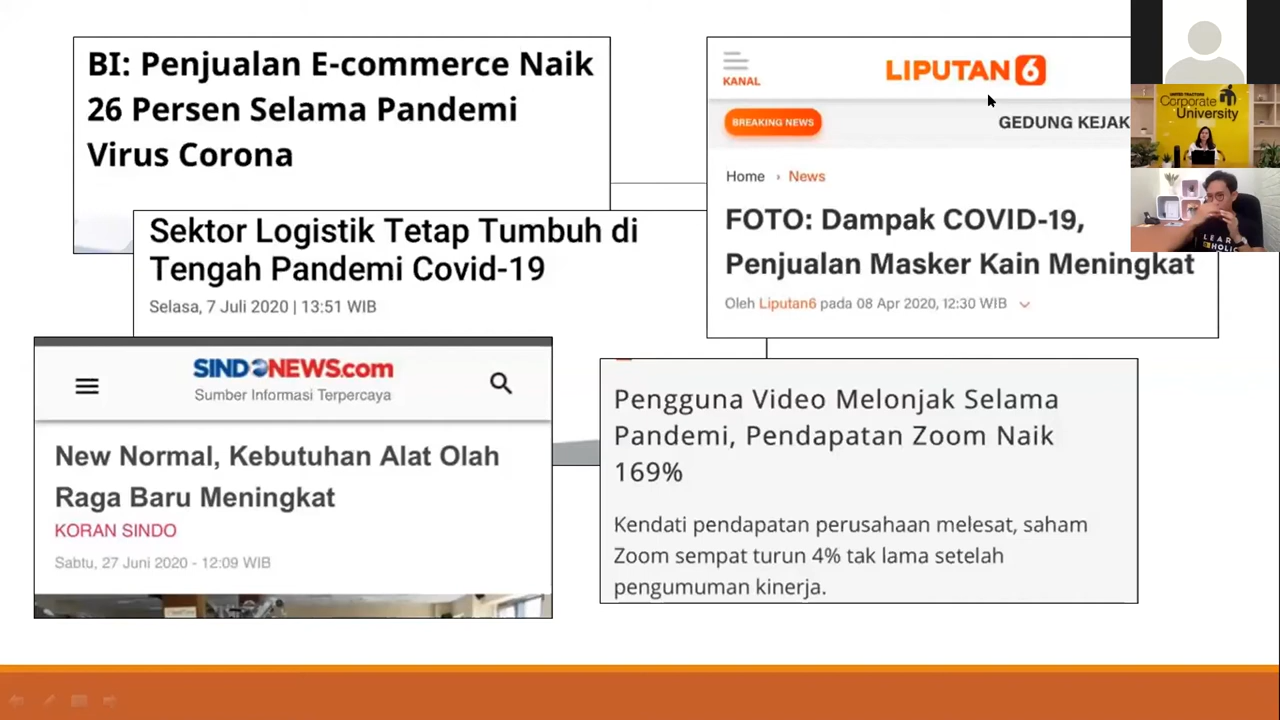 BI: Penjualan E-commerce Naik
26 Persen Selama Pandemi
Virus Corona
Sektor Logistik Tetap Tumbuh di
Tengah Pandemi Covid-19
Selasa, 7 Juli 2020 | 13:51 WIB
SINDONEWS.com
Sumber Informasi Terpercaya
New Normal, Kebutuhan Alat Olah
Raga Baru Meningkat
KORAN SINDO
Sabtu, 27 Juni 2020 - 12:09 WIB
KANAL
LIPUTAN 6
BREAKING NEWS
GEDUNG KEJAK
Home › News
FOTO: Dampak COVID-19,
Penjualan Masker Kain Meningkat
Oleh Liputan6 pada 08 Apr 2020, 12:30 WIB
Pengguna Video Melonjak Selama
Pandemi, Pendapatan Zoom Naik
169%
Kendati pendapatan perusahaan melesat, saham
Zoom sempat turun 4% tak lama setelah
pengumuman kinerja.
UNITED TRACTORS
Corporate
University